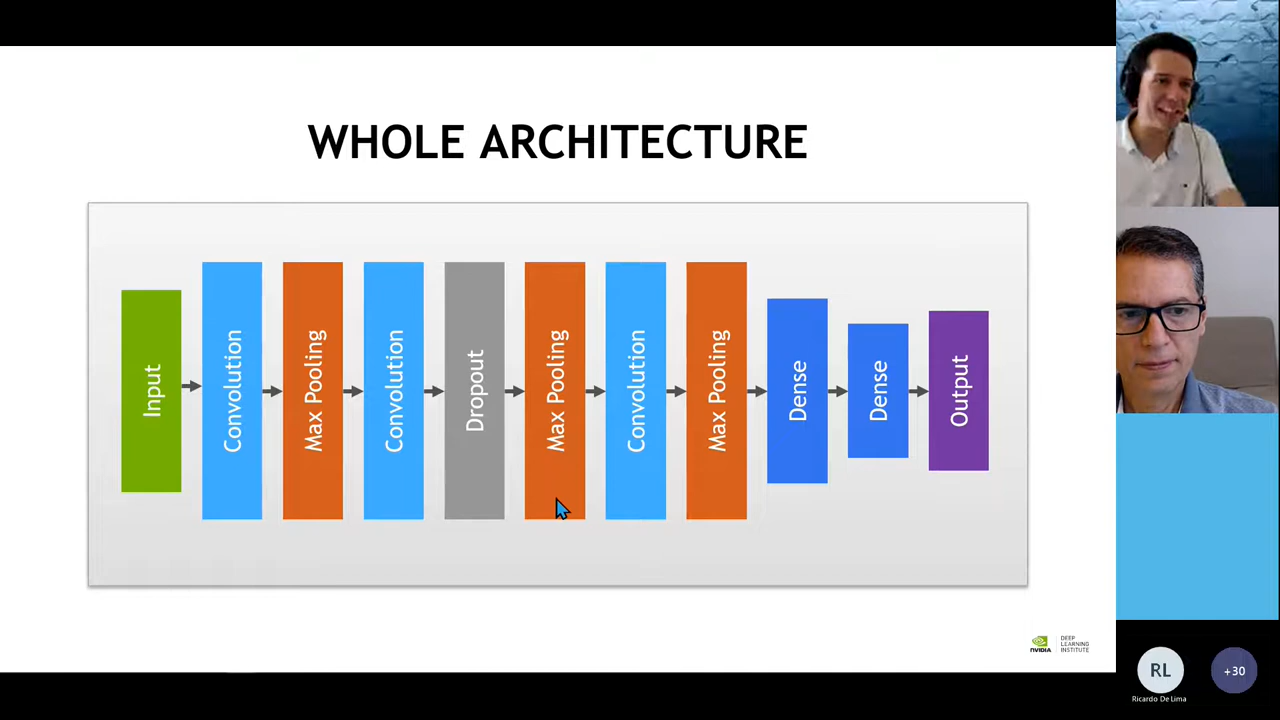 WHOLE ARCHITECTURE
Input
Convolution
Max Pooling
Convolution
Dropout
Max Pooling
Convolution
Max Pooling
Dense
Dense
Output
NVIDIA
DEEP
LEARNING
INSTITUTE
RL
+30
Ricardo De Lima